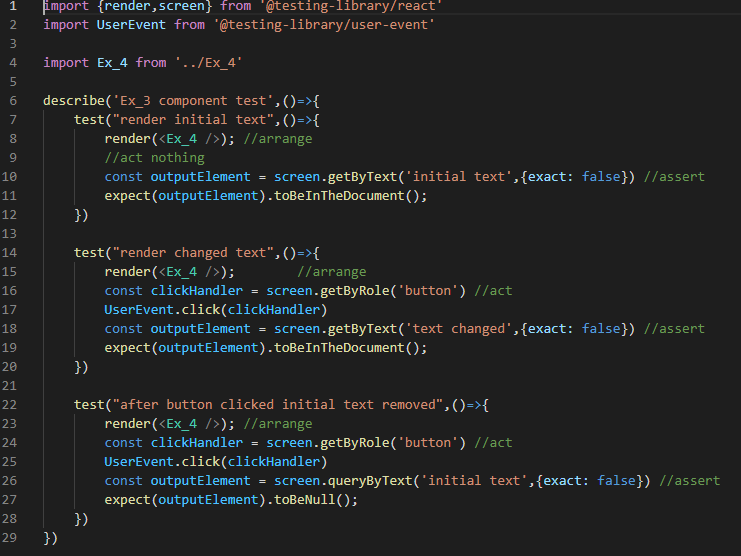 1 import {render,screen} from '@testing-library/react'
2 import UserEvent from '@testing-library/user-event'
3
4 import Ex_4 from '../Ex_4'
5
6 describe('Ex_3 component test',()=>{
7     test("render initial text",()=>{
8         render(<Ex_4 />); //arrange
9         //act nothing
10         const outputElement = screen.getByText('initial text',{exact: false}) //assert
11         expect(outputElement).toBeInTheDocument();
12     })
13
14     test("render changed text",()=>{
15         render(<Ex_4 />);        //arrange
16         const clickHandler = screen.getByRole('button') //act
17         UserEvent.click(clickHandler)
18         const outputElement = screen.getByText('text changed',{exact: false}) //assert
19         expect(outputElement).toBeInTheDocument();
20     })
21
22     test("after button clicked initial text removed",()=>{
23         render(<Ex_4 />); //arrange
24         const clickHandler = screen.getByRole('button') //act
25         UserEvent.click(clickHandler)
26         const outputElement = screen.queryByText('initial text',{exact: false}) //assert
27         expect(outputElement).toBeNull();
28     })
29 })